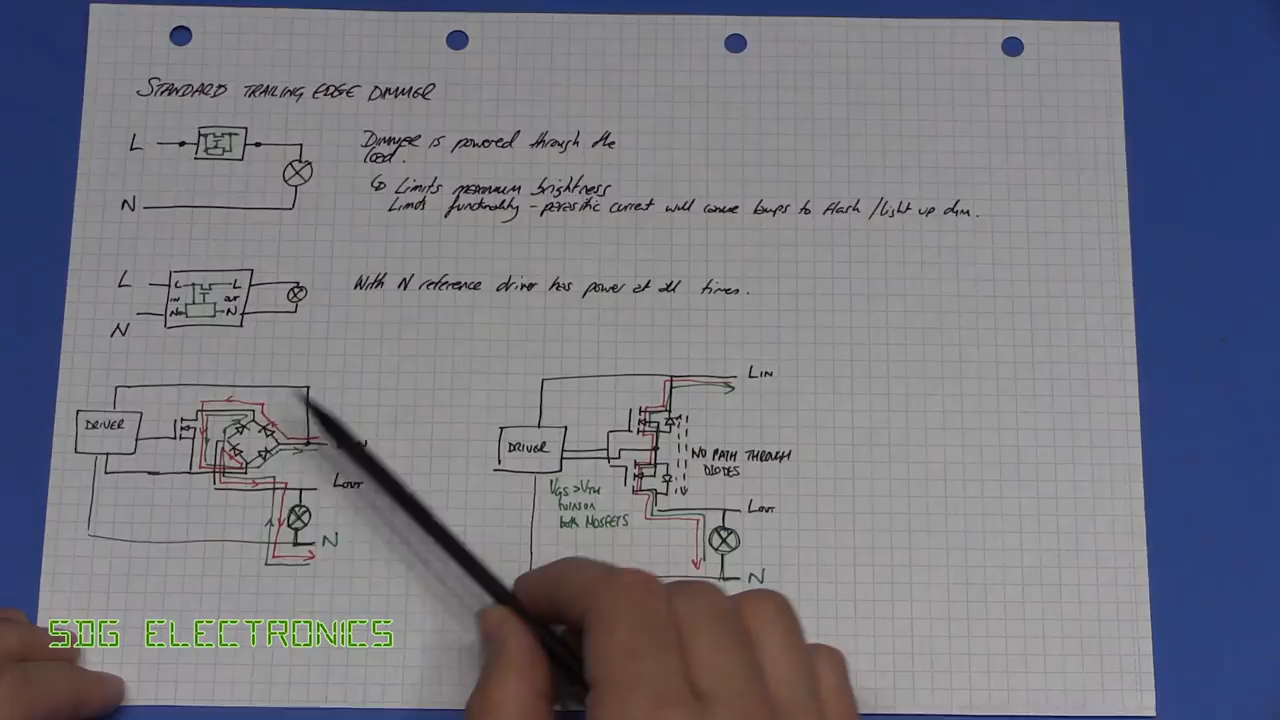 STANDARD TRAILING EDGE DIMMER
L
N
Dimmer is powered through the
load.
Limits maximum brightness
Limits functionality - parasitic current will cause lamps to flash / light up dim.
L
N
L L
IN OUT
N N
With N reference driver has power at all times.
DRIVER
LOUT
N
LIN
DRIVER
NO PATH THROUGH
DIODES
VGS > VTH
turns on
both MOSFETS
LOUT
N
SDG ELECTRONICS